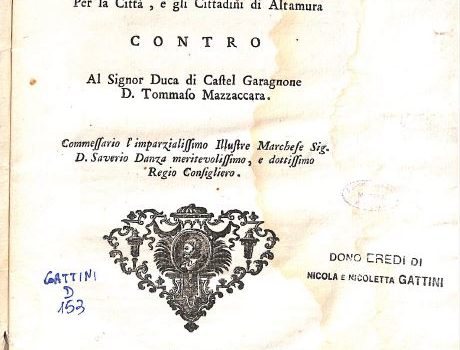 Per la Città, e gli Cittadini di Altamura
CONTRO
Al Signor Duca di Caſtel Garagnone
D. Tommaſo Mazzaccara.
Commeſſario l'imparzialiſſimo Illuſtre Marcheſe Sig.
D. Saverio Danza meritevoliſſimo, e dottiſſimo
Regio Conſigliero.
GATTINI
D
153
DONO EREDI DI
NICOLA E NICOLETTA GATTINI